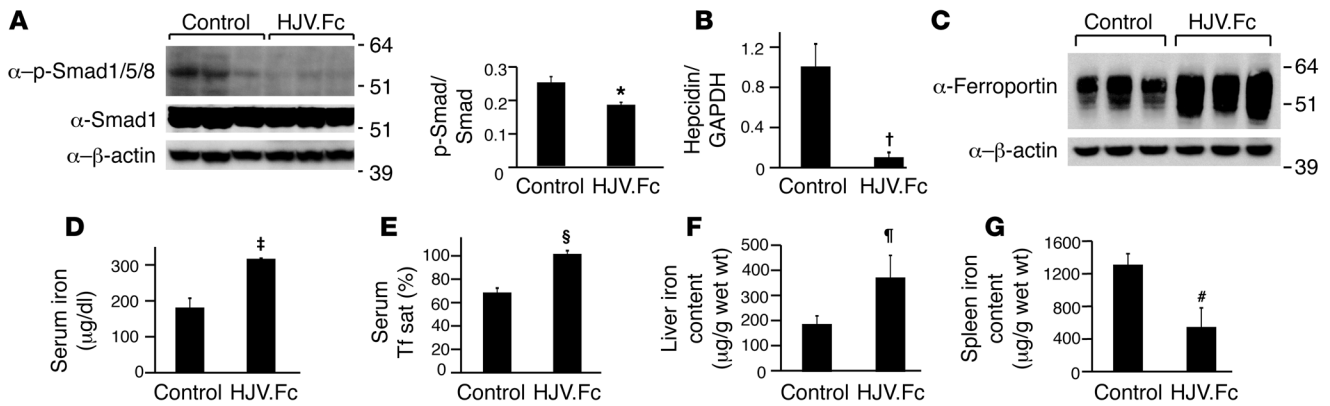 A
Control HJV.Fc
α–p-Smad1/5/8
α-Smad1
α–β-actin
- 64
- 51
- 51
- 39
p-Smad/
Smad
0.3
0.2
0.1
0
*
Control HJV.Fc
B
Hepcidin/
GAPDH
1.2
0.8
0.4
0
†
Control HJV.Fc
C
Control HJV.Fc
α-Ferroportin
α–β-actin
-64
-51
-39
D
Serum iron
(μg/dl)
300
200
100
0
‡
Control HJV.Fc
E
Serum
Tf sat (%)
100
80
60
40
20
0
§
Control HJV.Fc
F
Liver iron
content
(μg/g wet wt)
500
400
300
200
100
0
¶
Control HJV.Fc
G
Spleen iron
content
(μg/g wet wt)
1600
1200
800
400
0
#
Control HJV.Fc